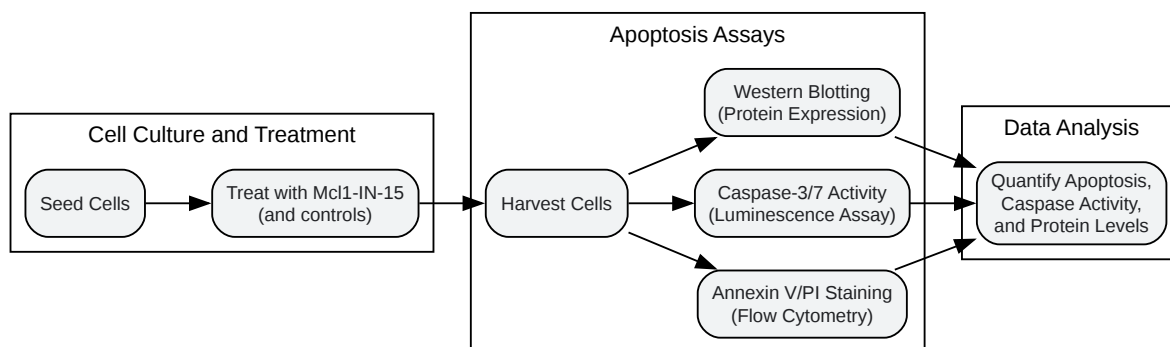 Apoptosis Assays
Western Blotting
(Protein Expression)
Cell Culture and Treatment
Data Analysis
Seed Cells
Treat with Mcl1-IN-15
(and controls)
Harvest Cells
Caspase-3/7 Activity
(Luminescence Assay)
Quantify Apoptosis,
Caspase Activity,
and Protein Levels
Annexin V/PI Staining
(Flow Cytometry)